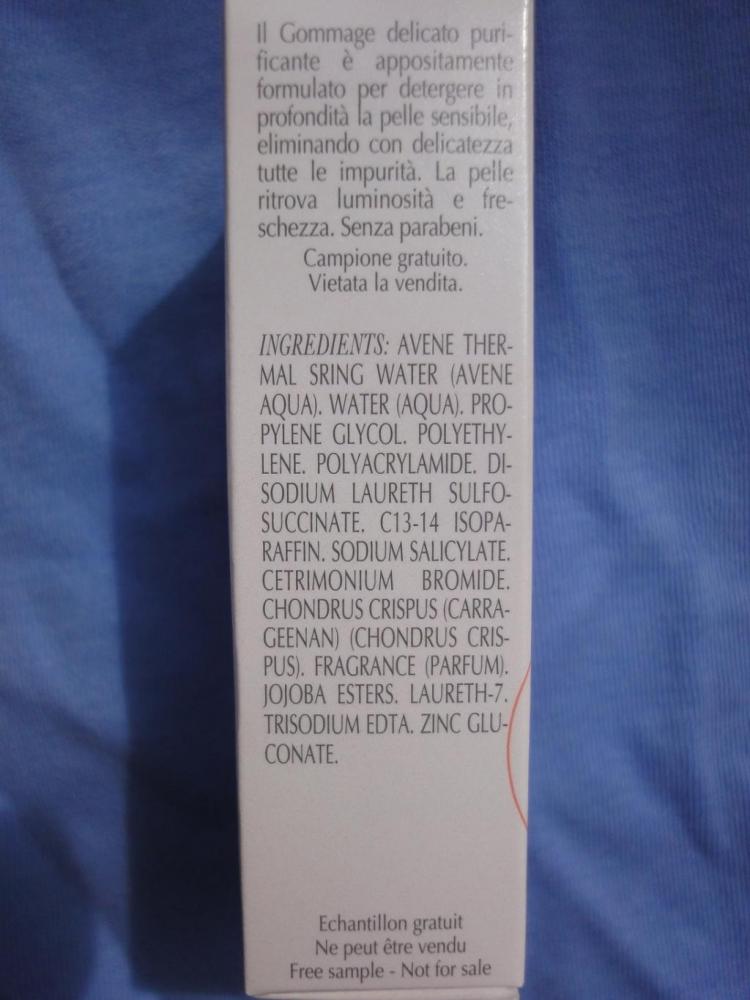 Il Gommage delicato puri-
ficante è appositamente
formulato per detergere in
profondità la pelle sensibile,
eliminando con delicatezza
tutte le impurità. La pelle
ritrova luminosità e fre-
schezza. Senza parabeni.
Campione gratuito.
Vietata la vendita.
INGREDIENTS: AVENE THER-
MAL SRING WATER (AVENE
AQUA). WATER (AQUA). PRO-
PYLENE GLYCOL. POLYETHY-
LENE. POLYACRYLAMIDE. DI-
SODIUM LAURETH SULFO-
SUCCINATE. C13-14 ISOPA-
RAFFIN. SODIUM SALICYLATE.
CETRIMONIUM BROMIDE.
CHONDRUS CRISPUS (CARRA-
GEENAN) (CHONDRUS CRIS-
PUS). FRAGRANCE (PARFUM).
JOJOBA ESTERS. LAURETH-7.
TRISODIUM EDTA. ZINC GLU-
CONATE.
Echantillon gratuit
Ne peut être vendu
Free sample - Not for sale